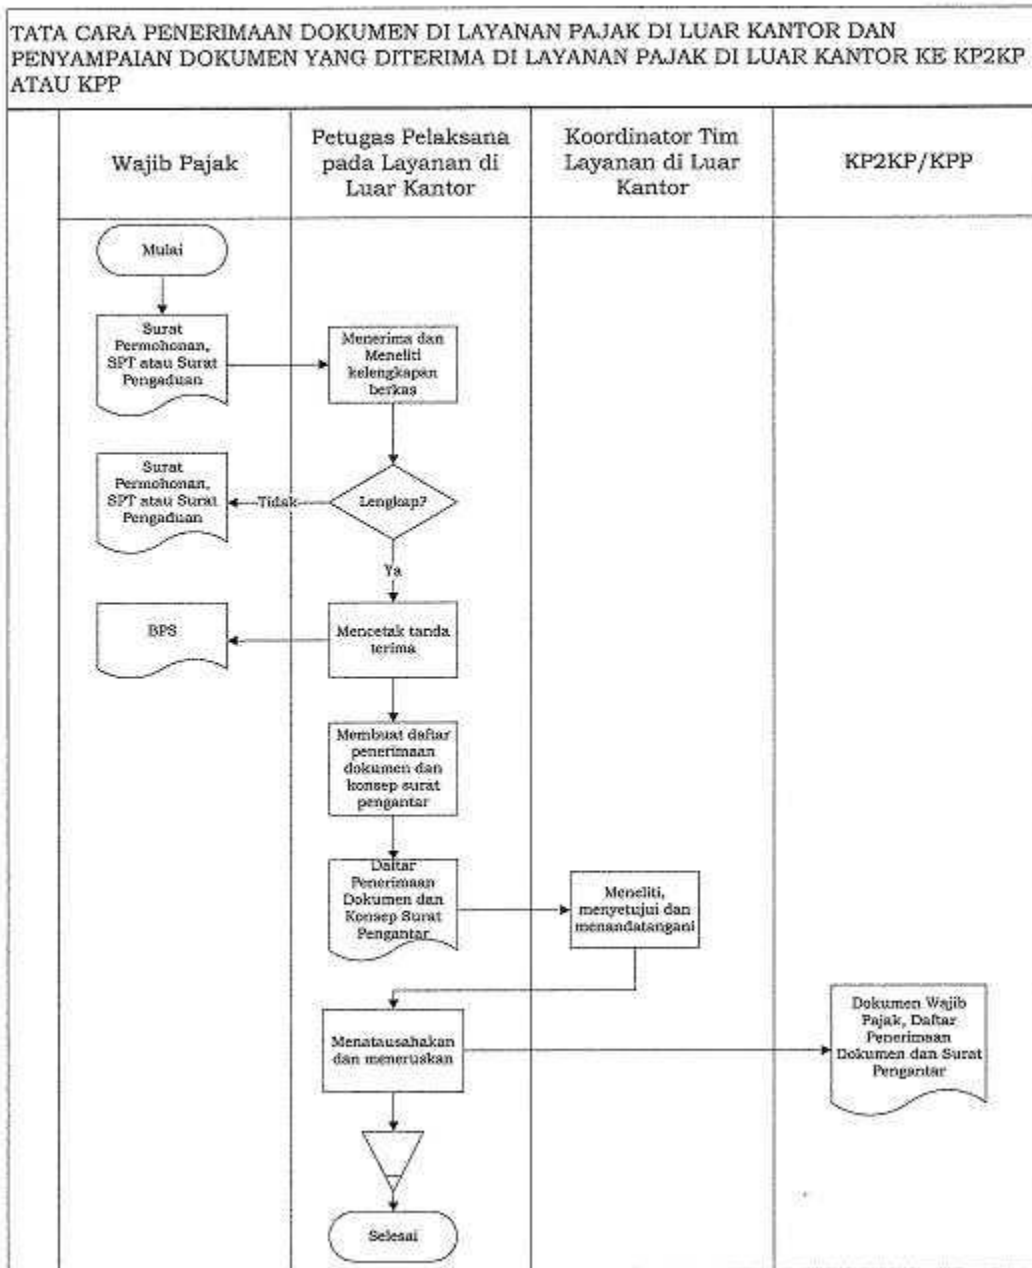 TATA CARA PENERIMAAN DOKUMEN DI LAYANAN PAJAK DI LUAR KANTOR DAN
PENYAMPAIAN DOKUMEN YANG DITERIMA DI LAYANAN PAJAK DI LUAR KANTOR KE KP2KP
ATAU KPP
Wajib Pajak
Petugas Pelaksana
pada Layanan di
Luar Kantor
Koordinator Tim
Layanan di Luar
Kantor
KP2KP/KPP
Mulai
Surat
Permohonan,
SPT atau Surat
Pengaduan
Menerima dan
Meneliti
kelengkapan
berkas
Surat
Permohonan,
SPT atau Surat
Pengaduan
Tidak
Lengkap?
Ya
BPS
Mencetak tanda
terima
Membuat daftar
penerimaan
dokumen dan
konsep surat
pengantar
Daftar
Penerimaan
Dokumen dan
Konsep Surat
Pengantar
Meneliti,
menyetujui dan
menandatangani
Menatausahakan
dan meneruskan
Dokumen Wajib
Pajak, Daftar
Penerimaan
Dokumen dan Surat
Pengantar
Selesai